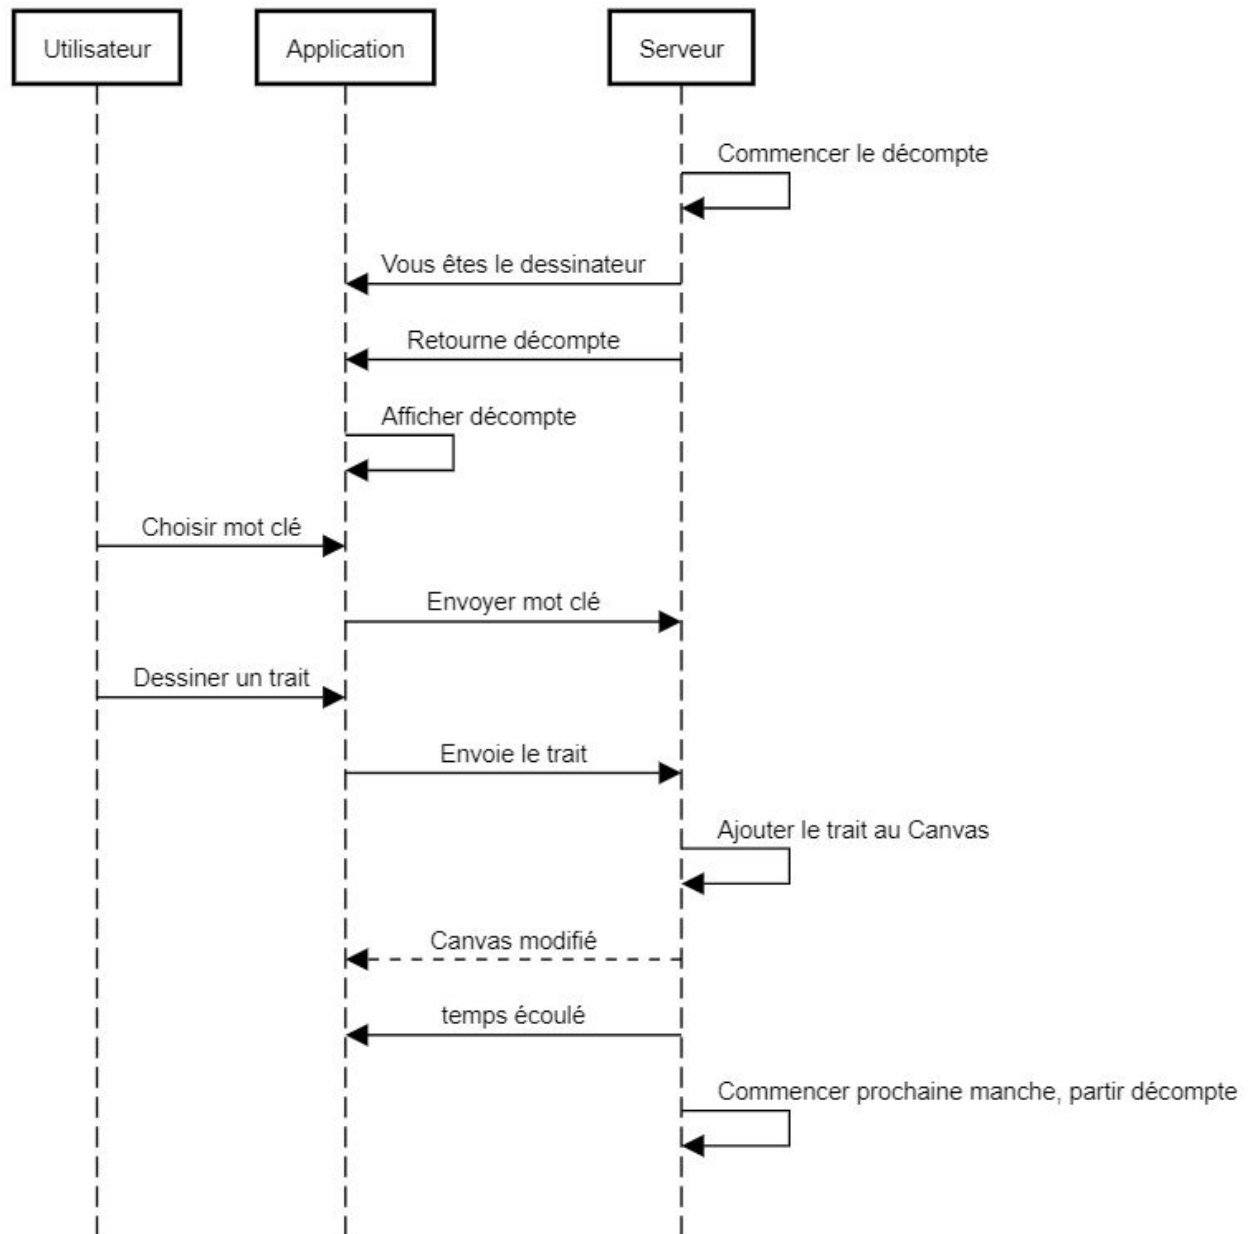 Utilisateur
Application
Serveur
Commencer le décompte
Vous êtes le dessinateur
Retourne décompte
Afficher décompte
Choisir mot clé
Envoyer mot clé
Dessiner un trait
Envoie le trait
Ajouter le trait au Canvas
Canvas modifié
temps écoulé
Commencer prochaine manche, partir décompte